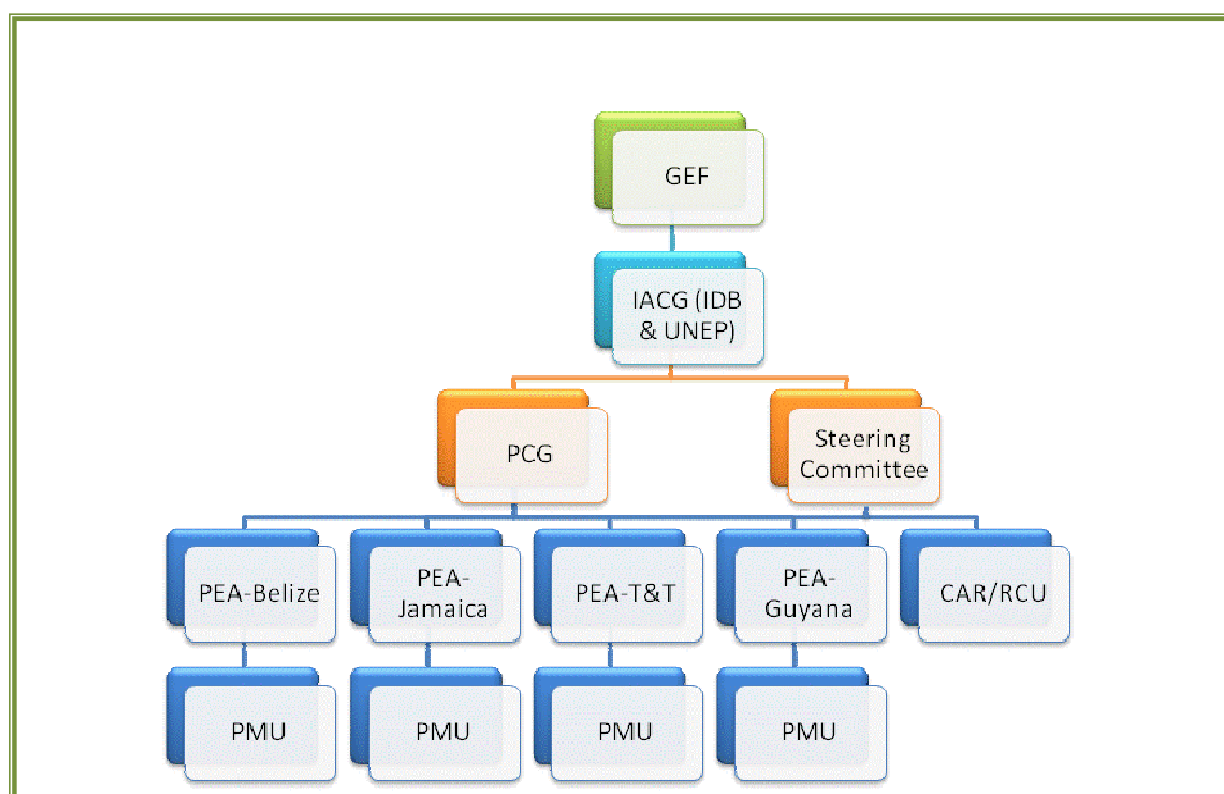 GEF
IACG (IDB
& UNEP)
PCG
Steering
Committee
PEA-Belize
PEA-
Jamaica
PEA-T&T
PEA-
Guyana
CAR/RCU
PMU
PMU
PMU
PMU